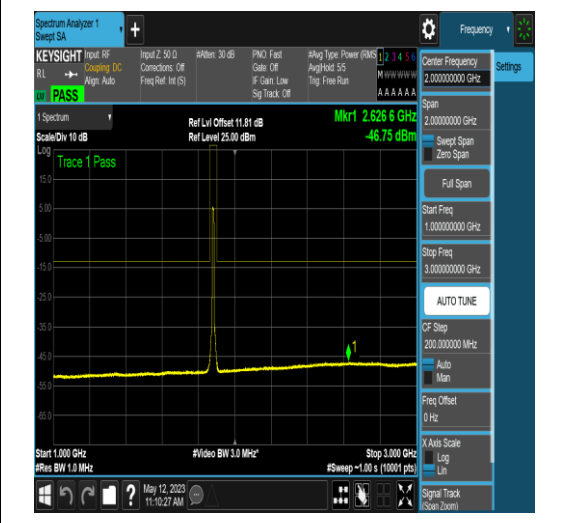 Spectrum Analyzer 1
Swept SA
+
Frequency
KEYSIGHT
RL
PASS
Input: RF
Coupling: DC
Align: Auto
Input Z: 50 Ω
Corrections: Off
Freq Ref: Int (S)
#Atten: 30 dB
PNO: Fast
Gate: Off
IF Gain: Low
Sig Track: Off
#Avg Type: Power (RMS
Avg|Hold: 5/5
Trig: Free Run
1 2 3 4 5 6
M W W W W W
A A A A A A
1 Spectrum
Scale/Div 10 dB
Ref Lvl Offset 11.81 dB
Ref Level 25.00 dBm
Mkr1 2.626 6 GHz
-46.75 dBm
Log
Trace 1 Pass
15.0
5.00
-5.00
-15.0
-25.0
-35.0
-45.0
-55.0
-65.0
1
Start 1.000 GHz
#Res BW 1.0 MHz
#Video BW 3.0 MHz*
Stop 3.000 GHz
#Sweep ~1.00 s (10001 pts)
May 12, 2023
11:10:27 AM
?
Center Frequency
2.000000000 GHz
Settings
Span
2.00000000 GHz
Swept Span
Zero Span
Full Span
Start Freq
1.000000000 GHz
Stop Freq
3.000000000 GHz
AUTO TUNE
CF Step
200.000000 MHz
Auto
Man
Freq Offset
0 Hz
X Axis Scale
Log
Lin
Signal Track
(Span Zoom)